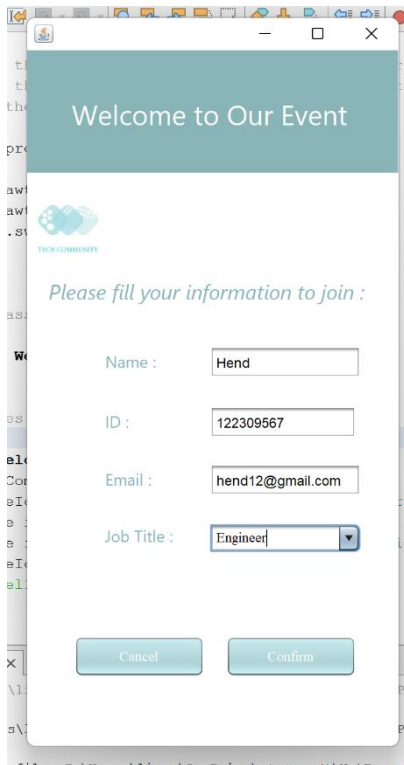 Welcome to Our Event
TECH COMMUNITY
Please fill your information to join :
Name : Hend
ID : 122309567
Email : hend12@gmail.com
Job Title : Engineer
Cancel Confirm